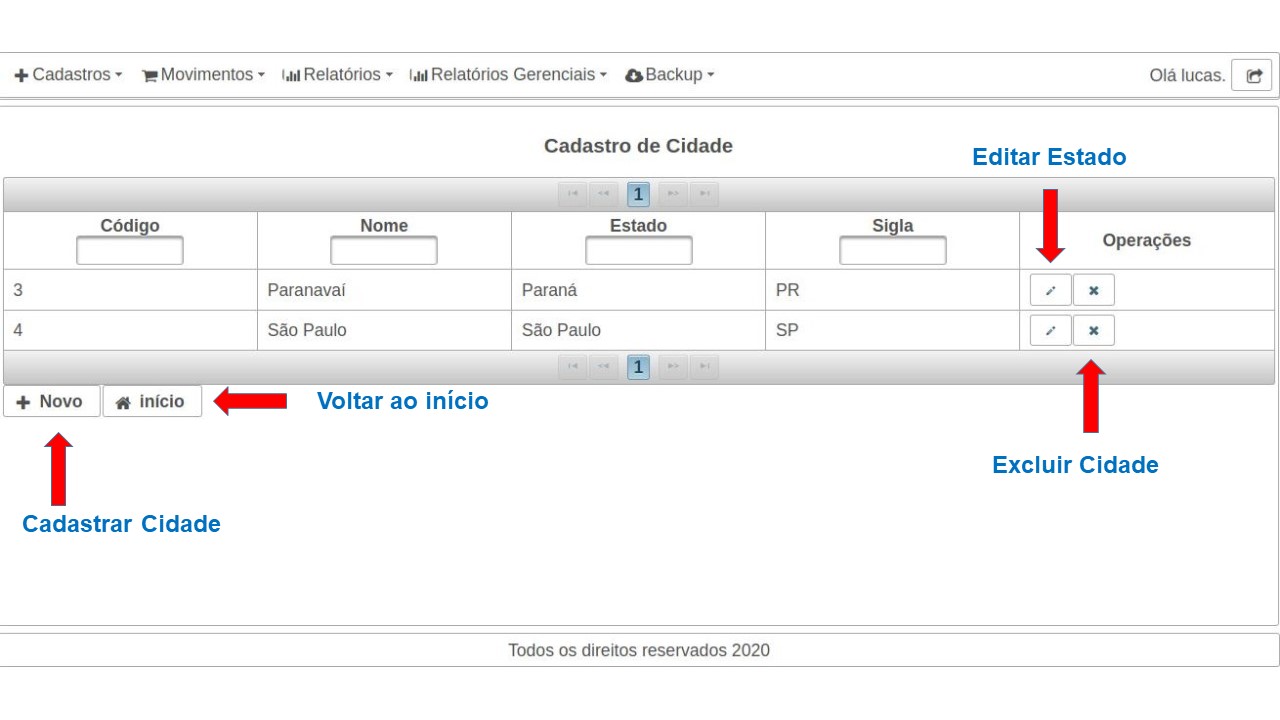 Cadastros Movimentos Relatórios Relatórios Gerenciais Backup Olá lucas.
Cadastro de Cidade
Editar Estado
1
Código Nome Estado Sigla Operações
3 Paranavaí Paraná PR
4 São Paulo São Paulo SP
1
Novo início
Voltar ao início
Excluir Cidade
Cadastrar Cidade
Todos os direitos reservados 2020